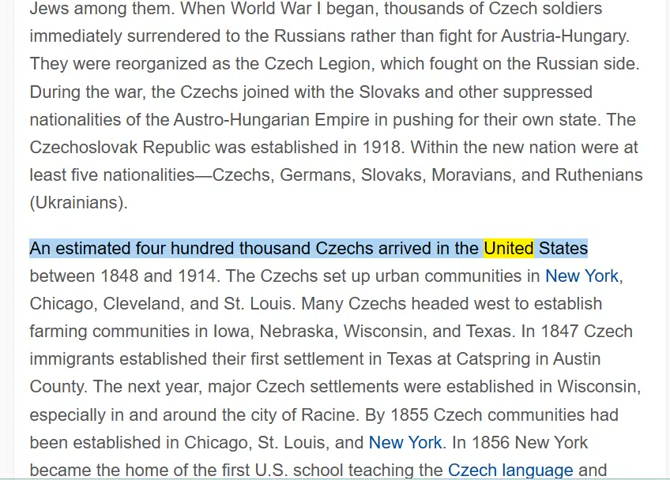 Jews among them. When World War I began, thousands of Czech soldiers
immediately surrendered to the Russians rather than fight for Austria-Hungary.
They were reorganized as the Czech Legion, which fought on the Russian side.
During the war, the Czechs joined with the Slovaks and other suppressed
nationalities of the Austro-Hungarian Empire in pushing for their own state. The
Czechoslovak Republic was established in 1918. Within the new nation were at
least five nationalities—Czechs, Germans, Slovaks, Moravians, and Ruthenians
(Ukrainians).
An estimated four hundred thousand Czechs arrived in the United States
between 1848 and 1914. The Czechs set up urban communities in New York,
Chicago, Cleveland, and St. Louis. Many Czechs headed west to establish
farming communities in Iowa, Nebraska, Wisconsin, and Texas. In 1847 Czech
immigrants established their first settlement in Texas at Catspring in Austin
County. The next year, major Czech settlements were established in Wisconsin,
especially in and around the city of Racine. By 1855 Czech communities had
been established in Chicago, St. Louis, and New York. In 1856 New York
became the home of the first U.S. school teaching the Czech language and